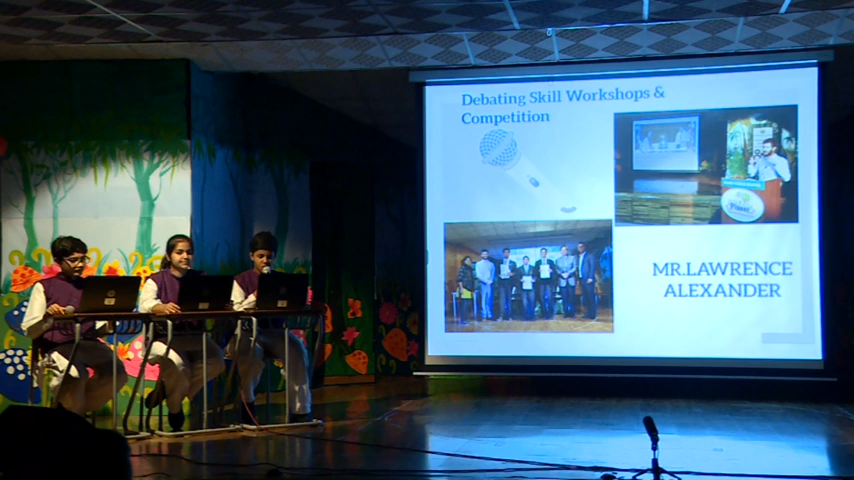 Debating Skill Workshops &
Competition
MR.LAWRENCE
ALEXANDER